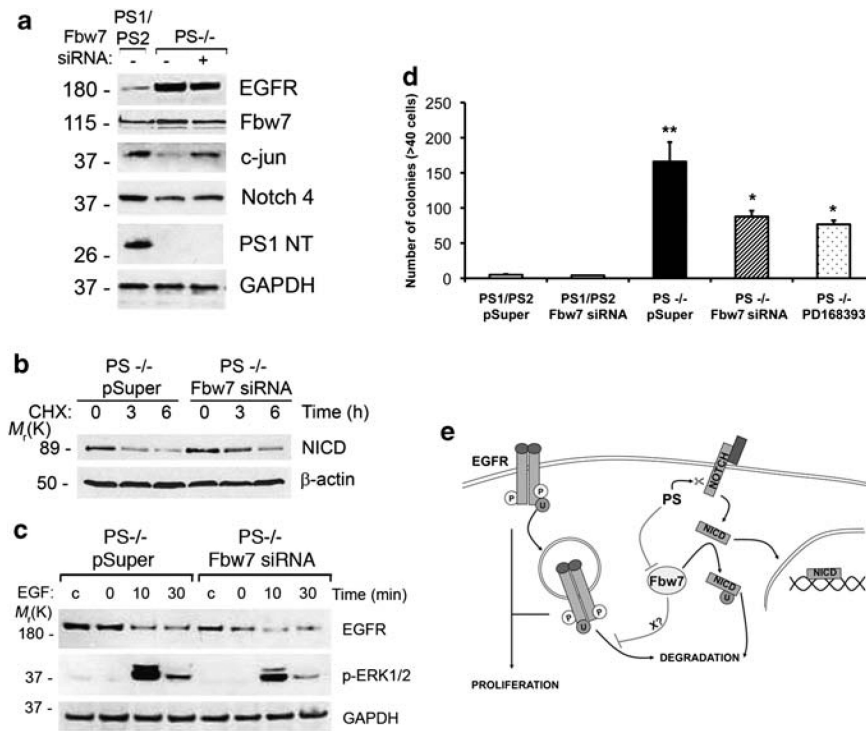 a
PS1/
PS2
PS-/-
Fbw7
siRNA:
-
-
+
180 -
EGFR
115 -
Fbw7
37 -
c-jun
37 -
Notch 4
26 -
PS1 NT
37 -
GAPDH
b
PS -/-
pSuper
PS -/-
Fbw7 siRNA
CHX:
0
3
6
0
3
6
Time (h)
Mr(K)
89 -
NICD
50 -
β-actin
c
PS-/-
pSuper
PS-/-
Fbw7 siRNA
EGF:
c
0
10
30
c
0
10
30
Time (min)
Mr(K)
180 -
EGFR
37 -
p-ERK1/2
37 -
GAPDH
d
Number of colonies (>40 cells)
250
200
150
100
50
0
**
*
*
PS1/PS2
pSuper
PS1/PS2
Fbw7 siRNA
PS -/-
pSuper
PS -/-
Fbw7 siRNA
PS -/-
PD168393
e
EGFR
P
P
U
PS
NOTCH
NICD
Fbw7
NICD
U
NICD
P
P
U
X?
DEGRADATION
PROLIFERATION